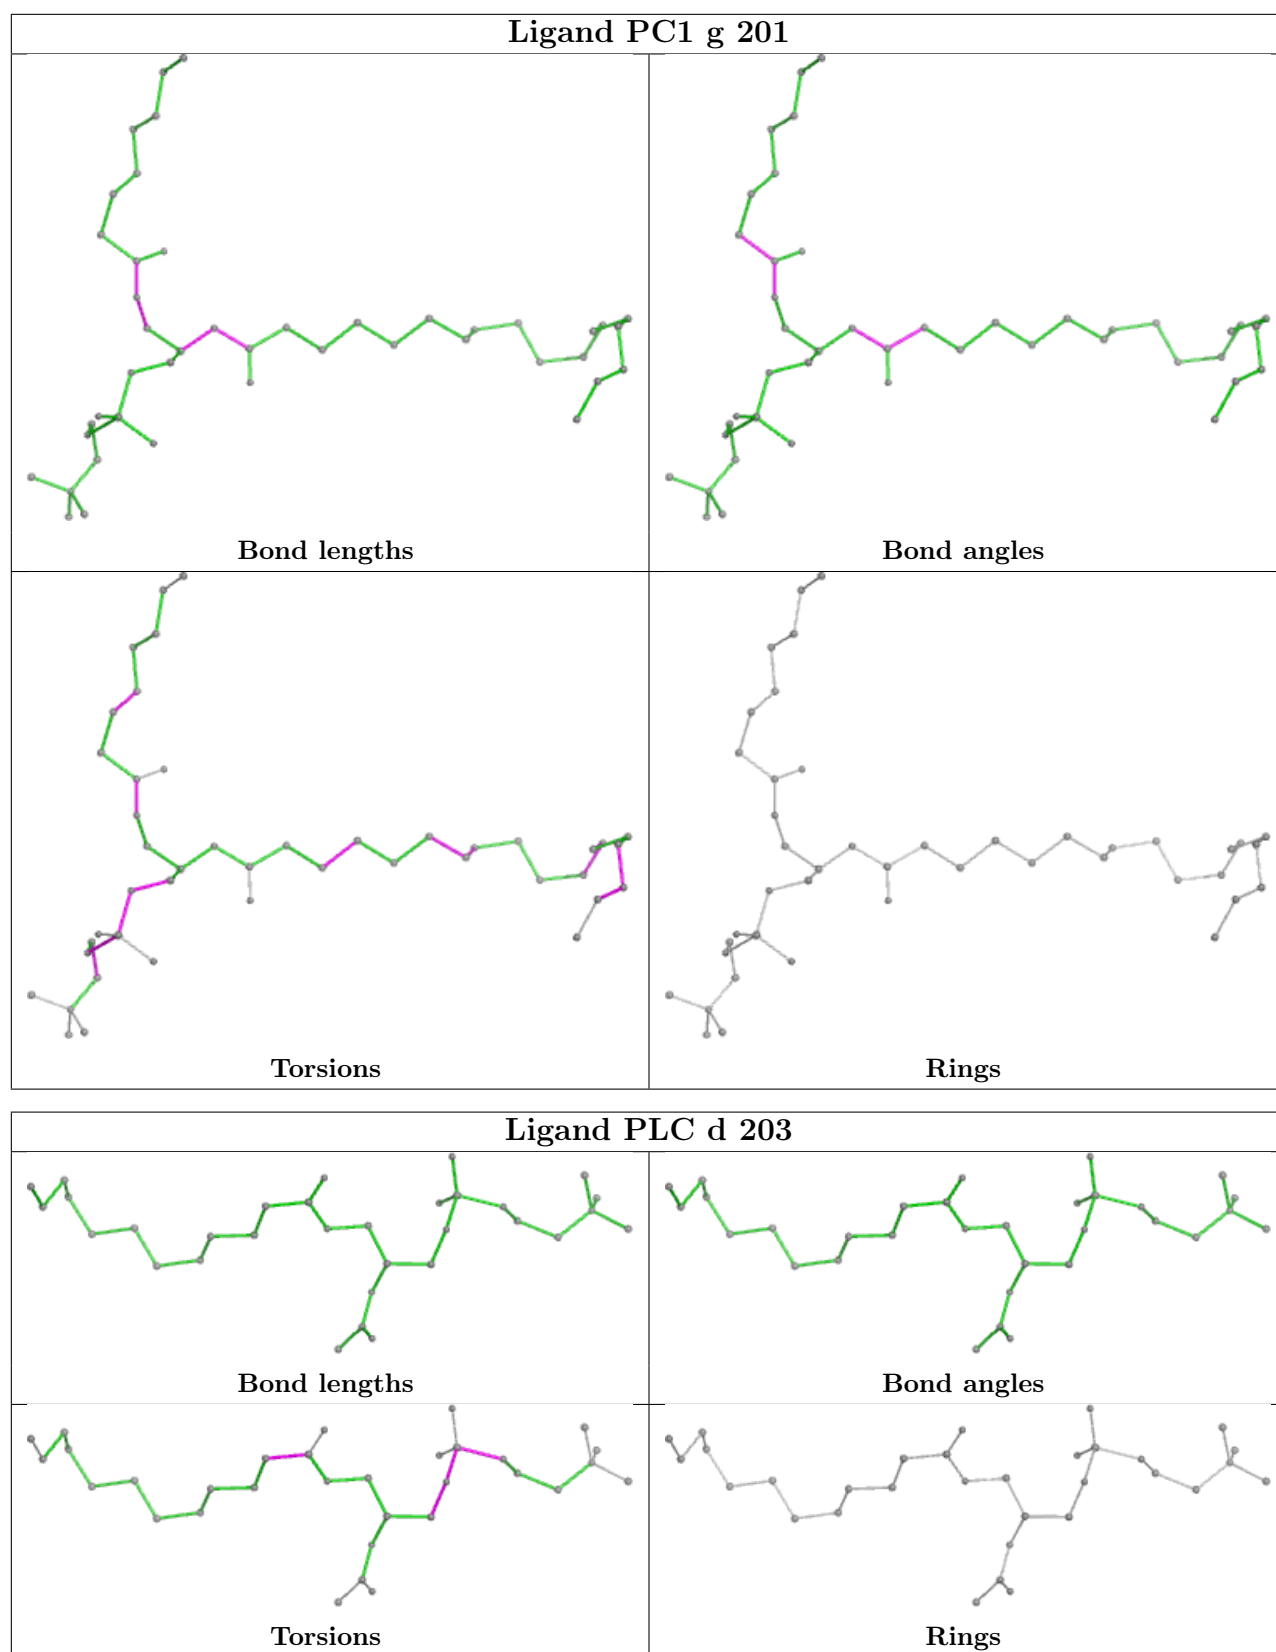 Ligand PC1 g 201
Bond lengths
Bond angles
Torsions
Rings
Ligand PLC d 203
Bond lengths
Bond angles
Torsions
Rings